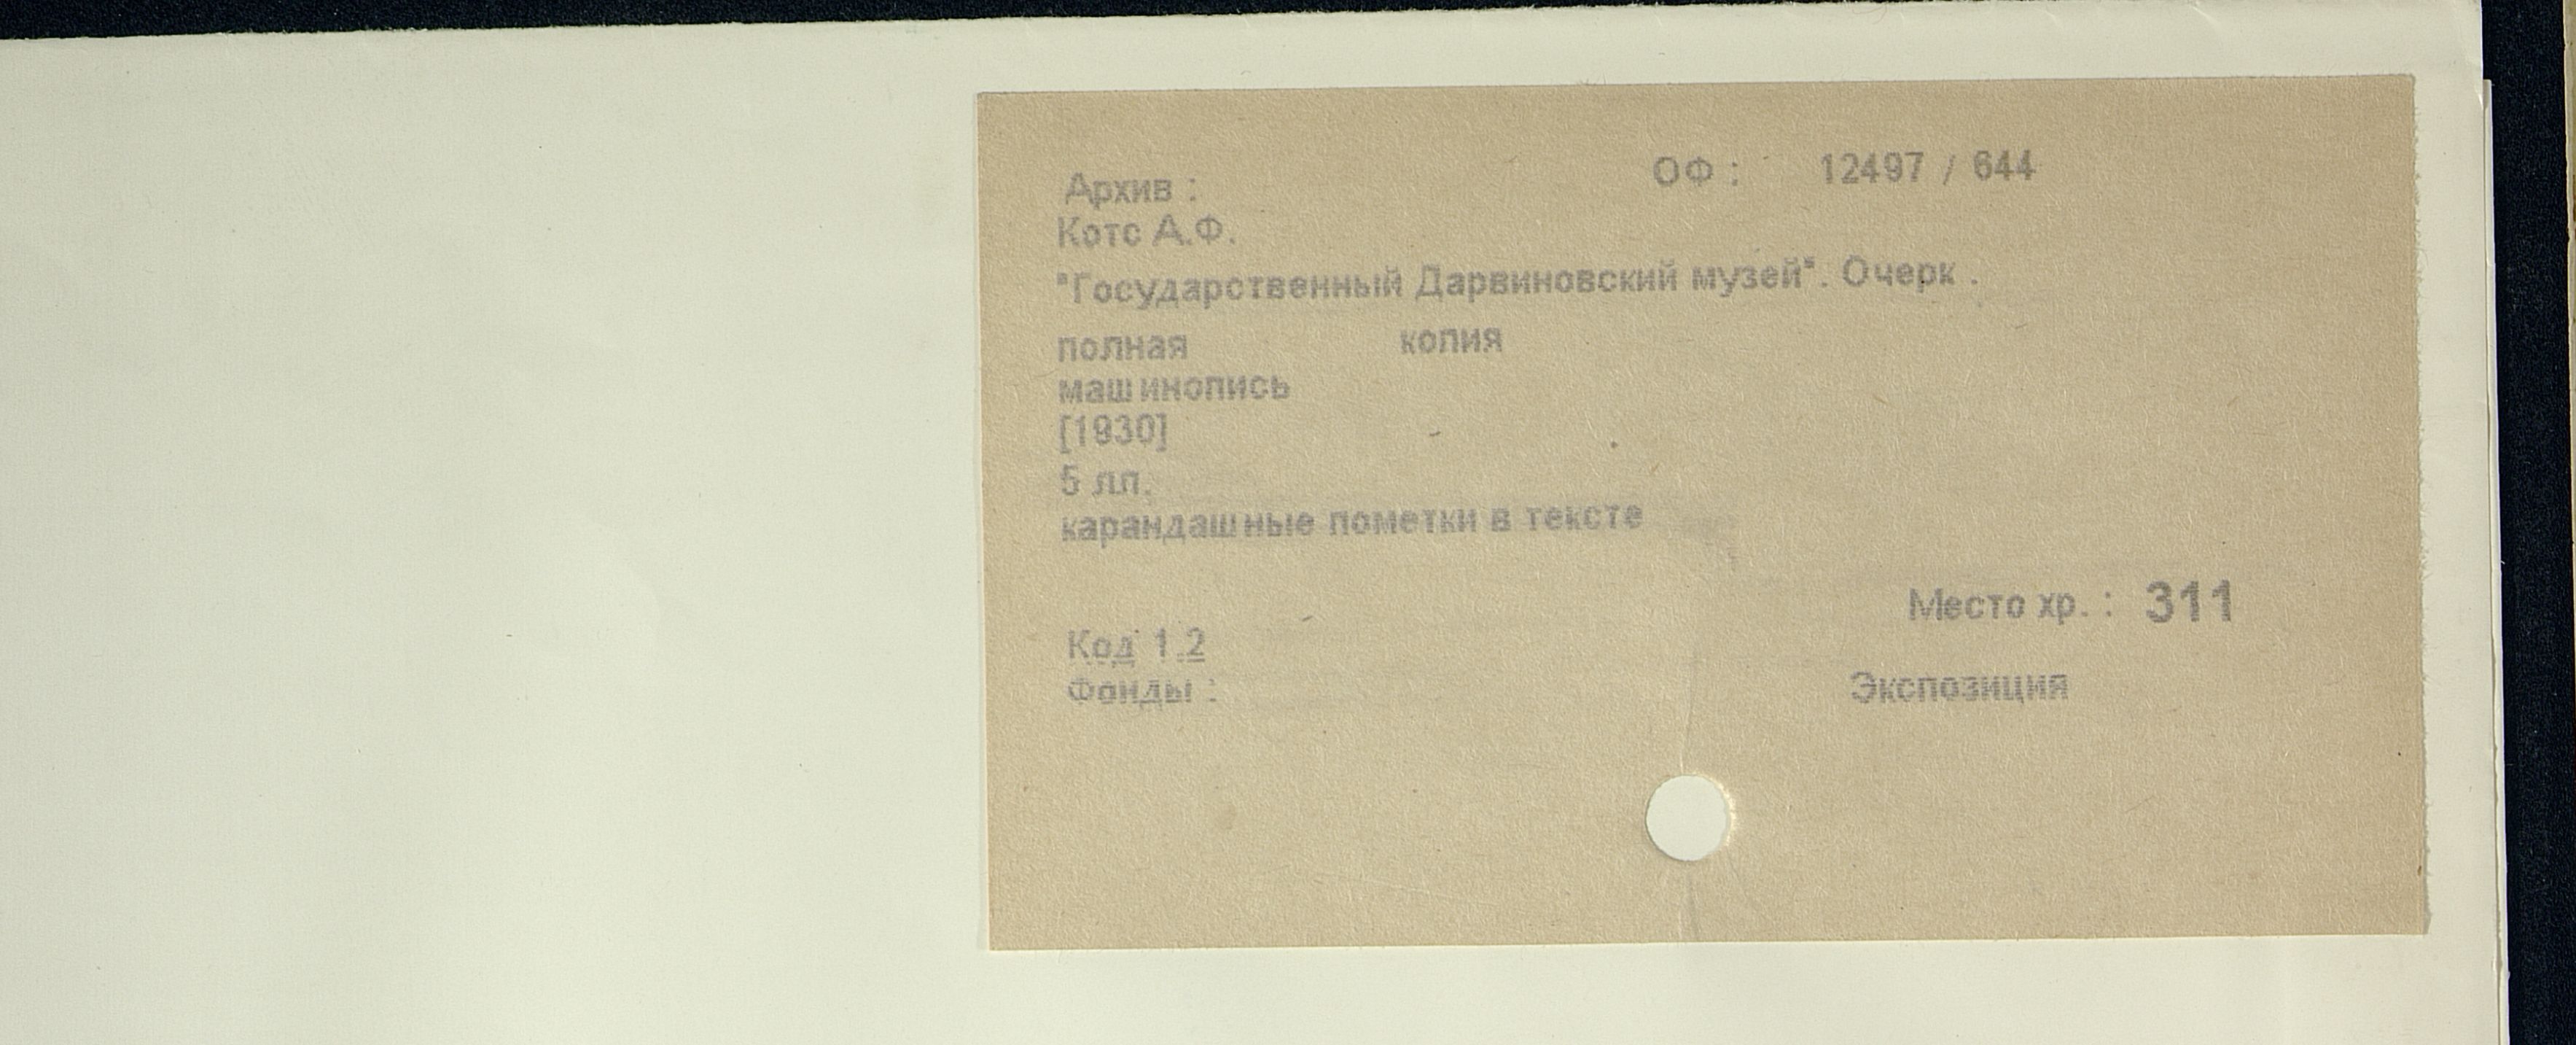 Архив : ОФ : 12497 / 644
Котс А.Ф.
"Государственный Дарвиновский музей". Очерк .
полная копия
машинопись
[1930]
5 лл.
карандашные пометки в тексте
Место хр. : 311
Код 1.2
Фонды : Экспозиция